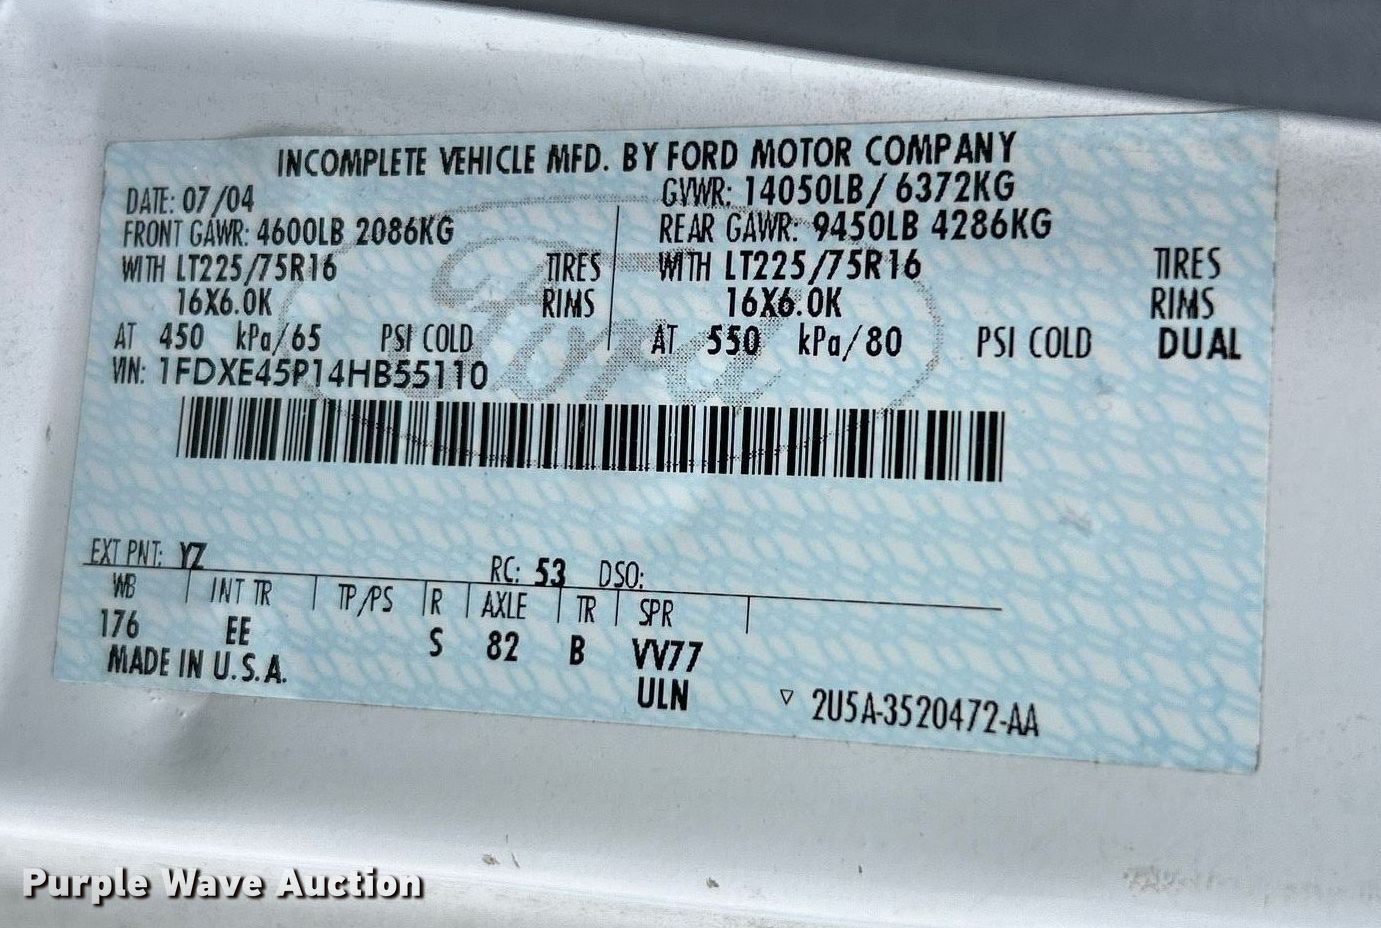 INCOMPLETE VEHICLE MFD. BY FORD MOTOR COMPANY
DATE: 07/04 GVWR: 14050LB/ 6372KG
FRONT GAWR: 4600LB 2086KG REAR GAWR: 9450LB 4286KG
WITH LT225/75R16 TIRES WITH LT225/75R16 TIRES
16X6.0K RIMS 16X6.0K RIMS
AT 450 kPa/65 PSI COLD AT 550 kPa/80 PSI COLD DUAL
VIN: 1FDXE45P14HB55110
Ford
EXT PNT: YZ RC: 53 DSO:
WB INT TR TP/PS R AXLE TR SPR
176 EE S 82 B VV77
MADE IN U.S.A. ULN ▽ 2U5A-3520472-AA
Purple Wave Auction